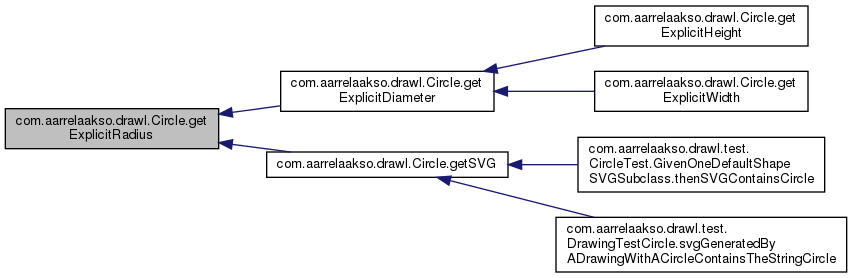 com.aarrelaakso.drawl.Circle.get
ExplicitRadius
com.aarrelaakso.drawl.Circle.get
ExplicitDiameter
com.aarrelaakso.drawl.Circle.get
ExplicitHeight
com.aarrelaakso.drawl.Circle.get
ExplicitWidth
com.aarrelaakso.drawl.Circle.getSVG
com.aarrelaakso.drawl.test.
CircleTest.GivenOneDefaultShape
SVGSubclass.thenSVGContainsCircle
com.aarrelaakso.drawl.test.
DrawingTestCircle.svgGeneratedBy
ADrawingWithACircleContainsTheStringCircle